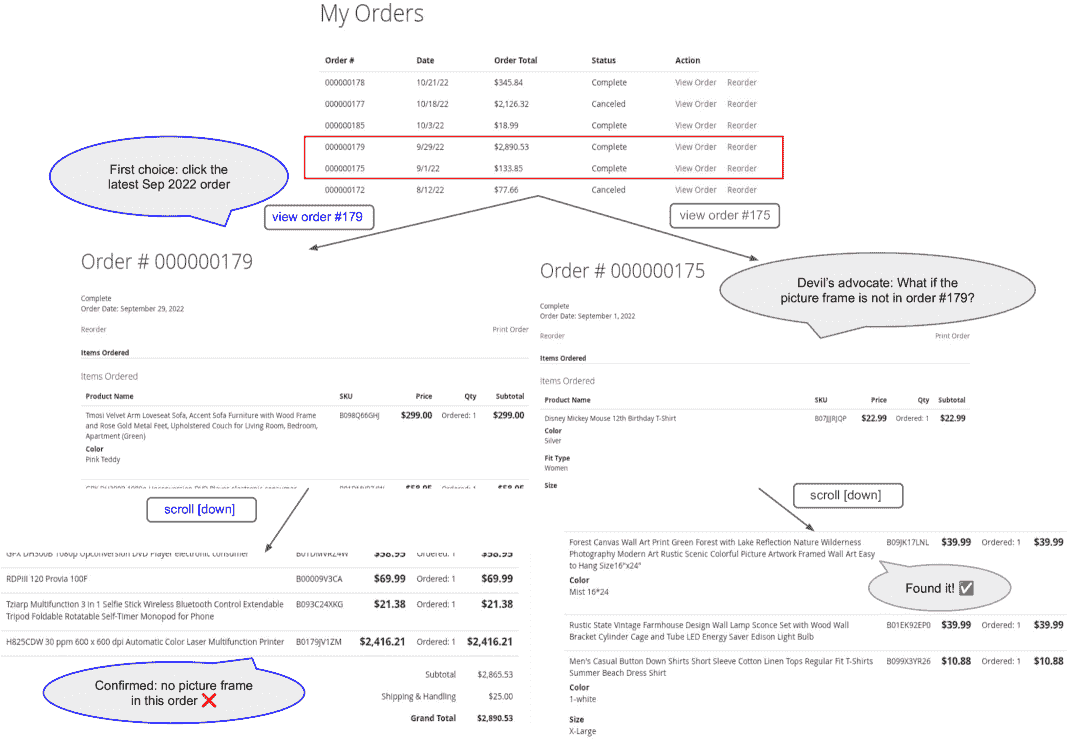 My Orders
Order # Date Order Total Status Action
000000178 10/21/22 $345.84 Complete View Order Reorder
000000177 10/18/22 $2,126.32 Canceled View Order Reorder
000000185 10/3/22 $18.99 Complete View Order Reorder
000000179 9/29/22 $2,890.53 Complete View Order Reorder
000000175 9/1/22 $133.85 Complete View Order Reorder
000000172 8/12/22 $77.66 Canceled View Order Reorder
First choice: click the
latest Sep 2022 order
view order #179
view order #175
Order # 000000179
Complete
Order Date: September 29, 2022
Reorder Print Order
Items Ordered
Items Ordered
Product Name SKU Price Qty Subtotal
Tmosi Velvet Arm Loveseat Sofa, Accent Sofa Furniture with Wood Frame B098Q66GHJ $299.00 Ordered: 1 $299.00
and Rose Gold Metal Feet, Upholstered Couch for Living Room, Bedroom,
Apartment (Green)
Color
Pink Teddy
Order # 000000175
Devil's advocate: What if the
picture frame is not in order #179?
Complete
Order Date: September 1, 2022
Reorder Print Order
Items Ordered
Items Ordered
Product Name SKU Price Qty Subtotal
Disney Mickey Mouse 12th Birthday T-Shirt B07JJJRJQP $22.99 Ordered: 1 $22.99
Color
Silver
Fit Type
Women
Size
scroll [down]
scroll [down]
GPX DH300B 1080p Upconversion DVD Player electronic consumer B01DMVRZ4W $58.95 Ordered: 1 $58.95
RDPIII 120 Provia 100F B00009V3CA $69.99 Ordered: 1 $69.99
Tziarp Multifunction 3 in 1 Selfie Stick Wireless Bluetooth Control Extendable B093C24XKG $21.38 Ordered: 1 $21.38
Tripod Foldable Rotatable Self-Timer Monopod for Phone
H825CDW 30 ppm 600 x 600 dpi Automatic Color Laser Multifunction Printer B0179JV1ZM $2,416.21 Ordered: 1 $2,416.21
Subtotal $2,865.53
Shipping & Handling $25.00
Grand Total $2,890.53
Confirmed: no picture frame
in this order ❌
Forest Canvas Wall Art Print Green Forest with Lake Reflection Nature Wilderness B09JK17LNL $39.99 Ordered: 1 $39.99
Photography Modern Art Rustic Scenic Colorful Picture Artwork Framed Wall Art Easy
to Hang Size16"x24"
Color
Mist 16*24
Found it! ✅
Rustic State Vintage Farmhouse Design Wall Lamp Sconce Set with Wood Wall B01EK92EP0 $39.99 Ordered: 1 $39.99
Bracket Cylinder Cage and Tube LED Energy Saver Edison Light Bulb
Men's Casual Button Down Shirts Short Sleeve Cotton Linen Tops Regular Fit T-Shirts B099X3YR26 $10.88 Ordered: 1 $10.88
Summer Beach Dress Shirt
Color
1-white
Size
X-Large